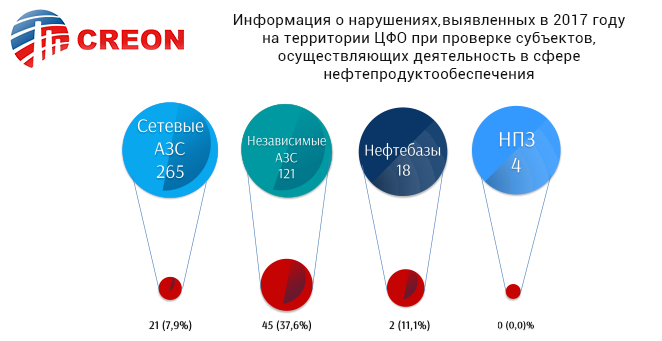 CREON
Информация о нарушениях,выявленных в 2017 году
на территории ЦФО при проверке субъектов,
осуществляющих деятельность в сфере
нефтепродуктообеспечения
Сетевые
АЗС
265
Независимые
АЗС
121
Нефтебазы
18
НПЗ
4
21 (7,9%)
45 (37,6%)
2 (11,1%)
0 (0,0)%